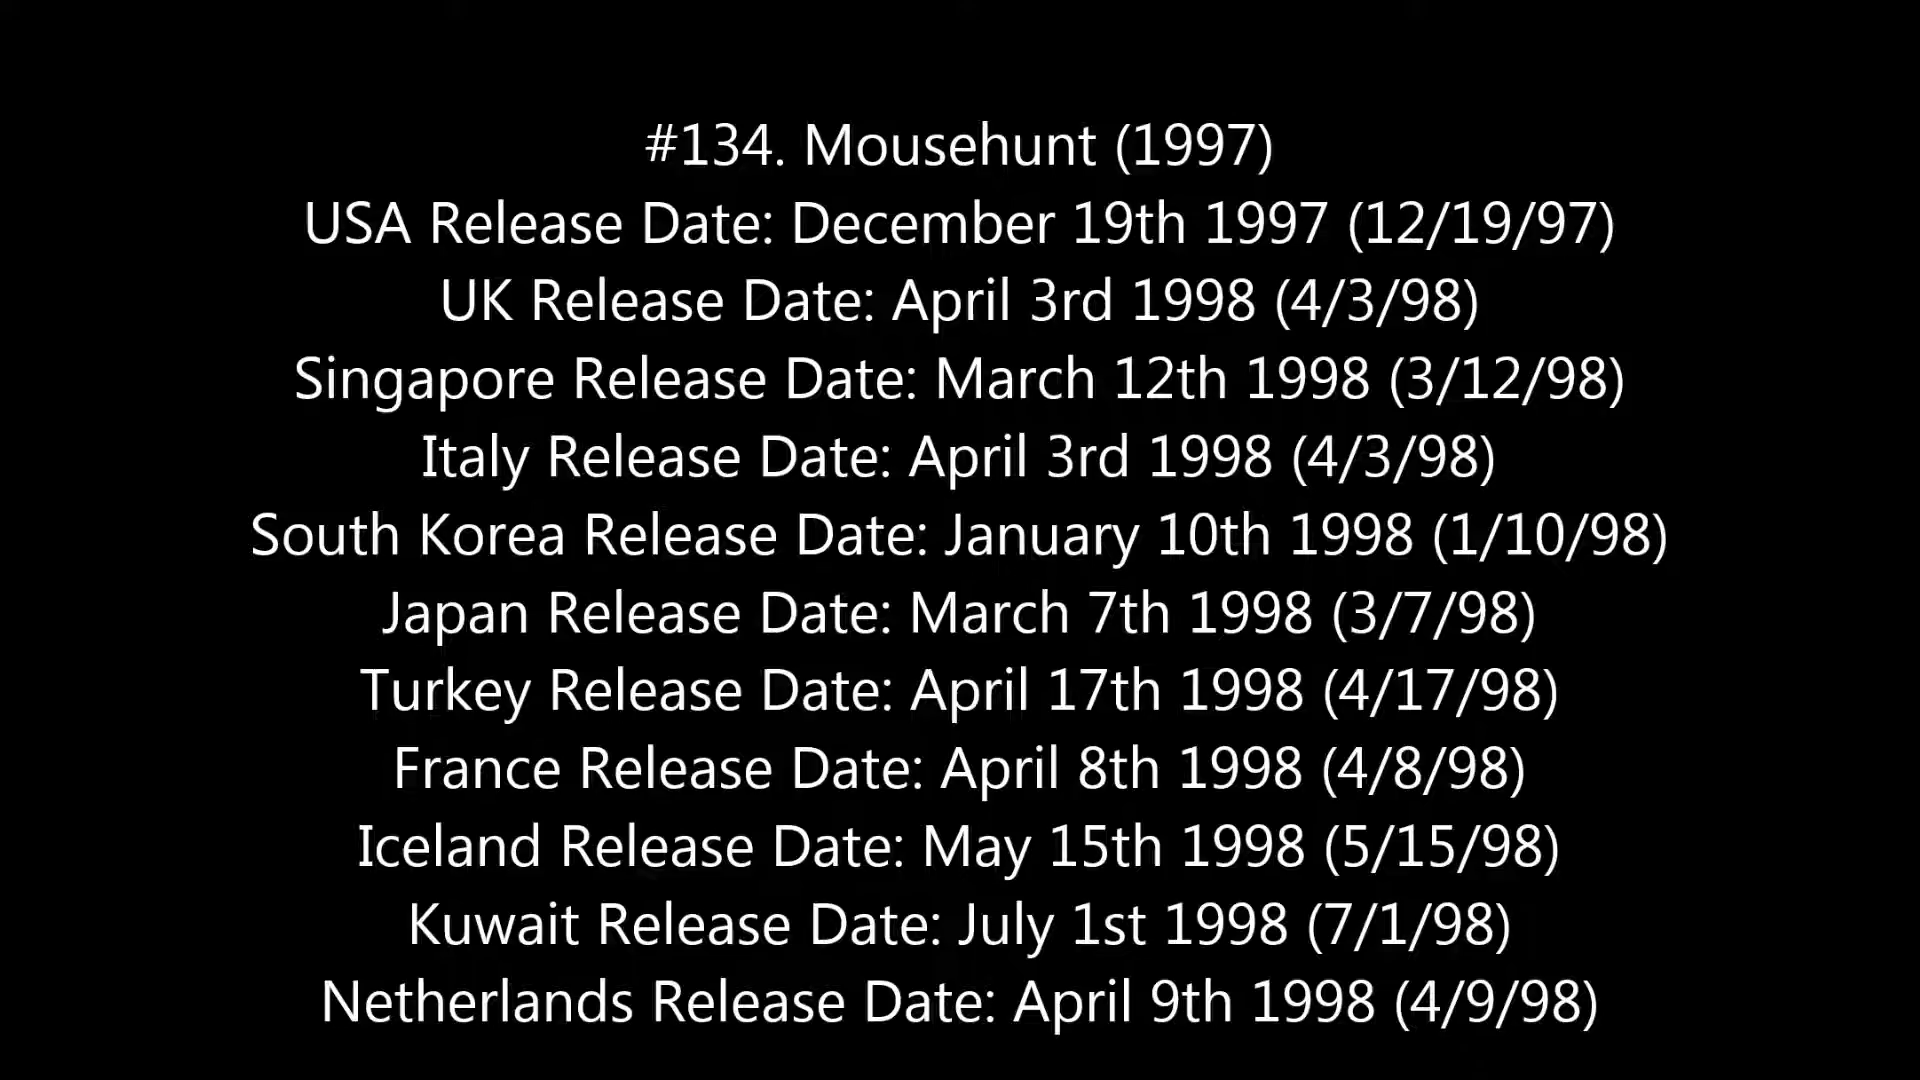 #134. Mousehunt (1997)
USA Release Date: December 19th 1997 (12/19/97)
UK Release Date: April 3rd 1998 (4/3/98)
Singapore Release Date: March 12th 1998 (3/12/98)
Italy Release Date: April 3rd 1998 (4/3/98)
South Korea Release Date: January 10th 1998 (1/10/98)
Japan Release Date: March 7th 1998 (3/7/98)
Turkey Release Date: April 17th 1998 (4/17/98)
France Release Date: April 8th 1998 (4/8/98)
Iceland Release Date: May 15th 1998 (5/15/98)
Kuwait Release Date: July 1st 1998 (7/1/98)
Netherlands Release Date: April 9th 1998 (4/9/98)